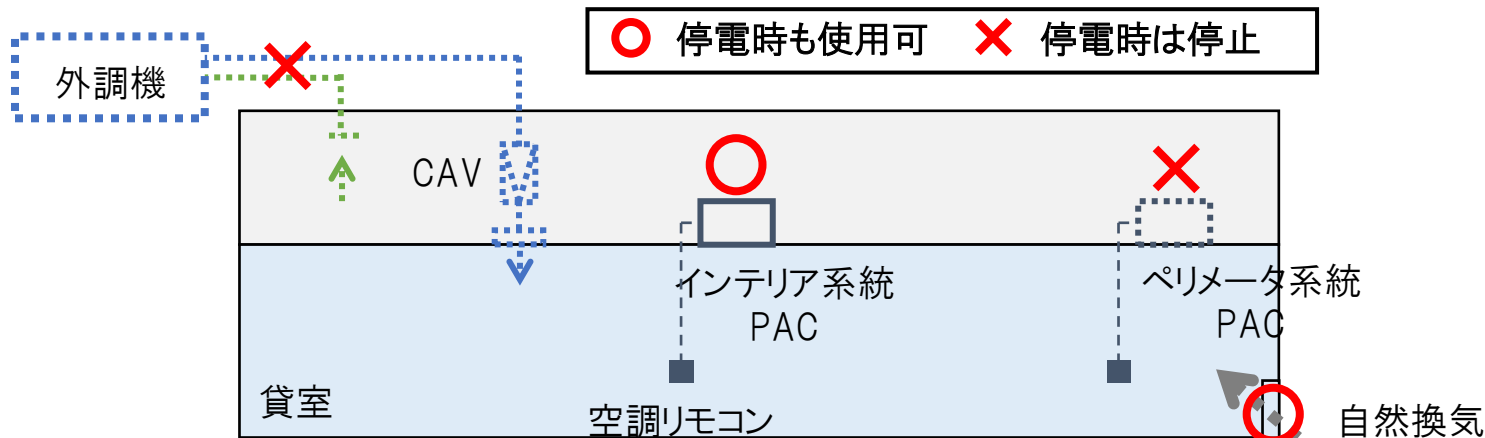 停電時も使用可 停電時は停止
外調機
CAV
インテリア系統
PAC
ペリメータ系統
PAC
貸室
空調リモコン
自然換気